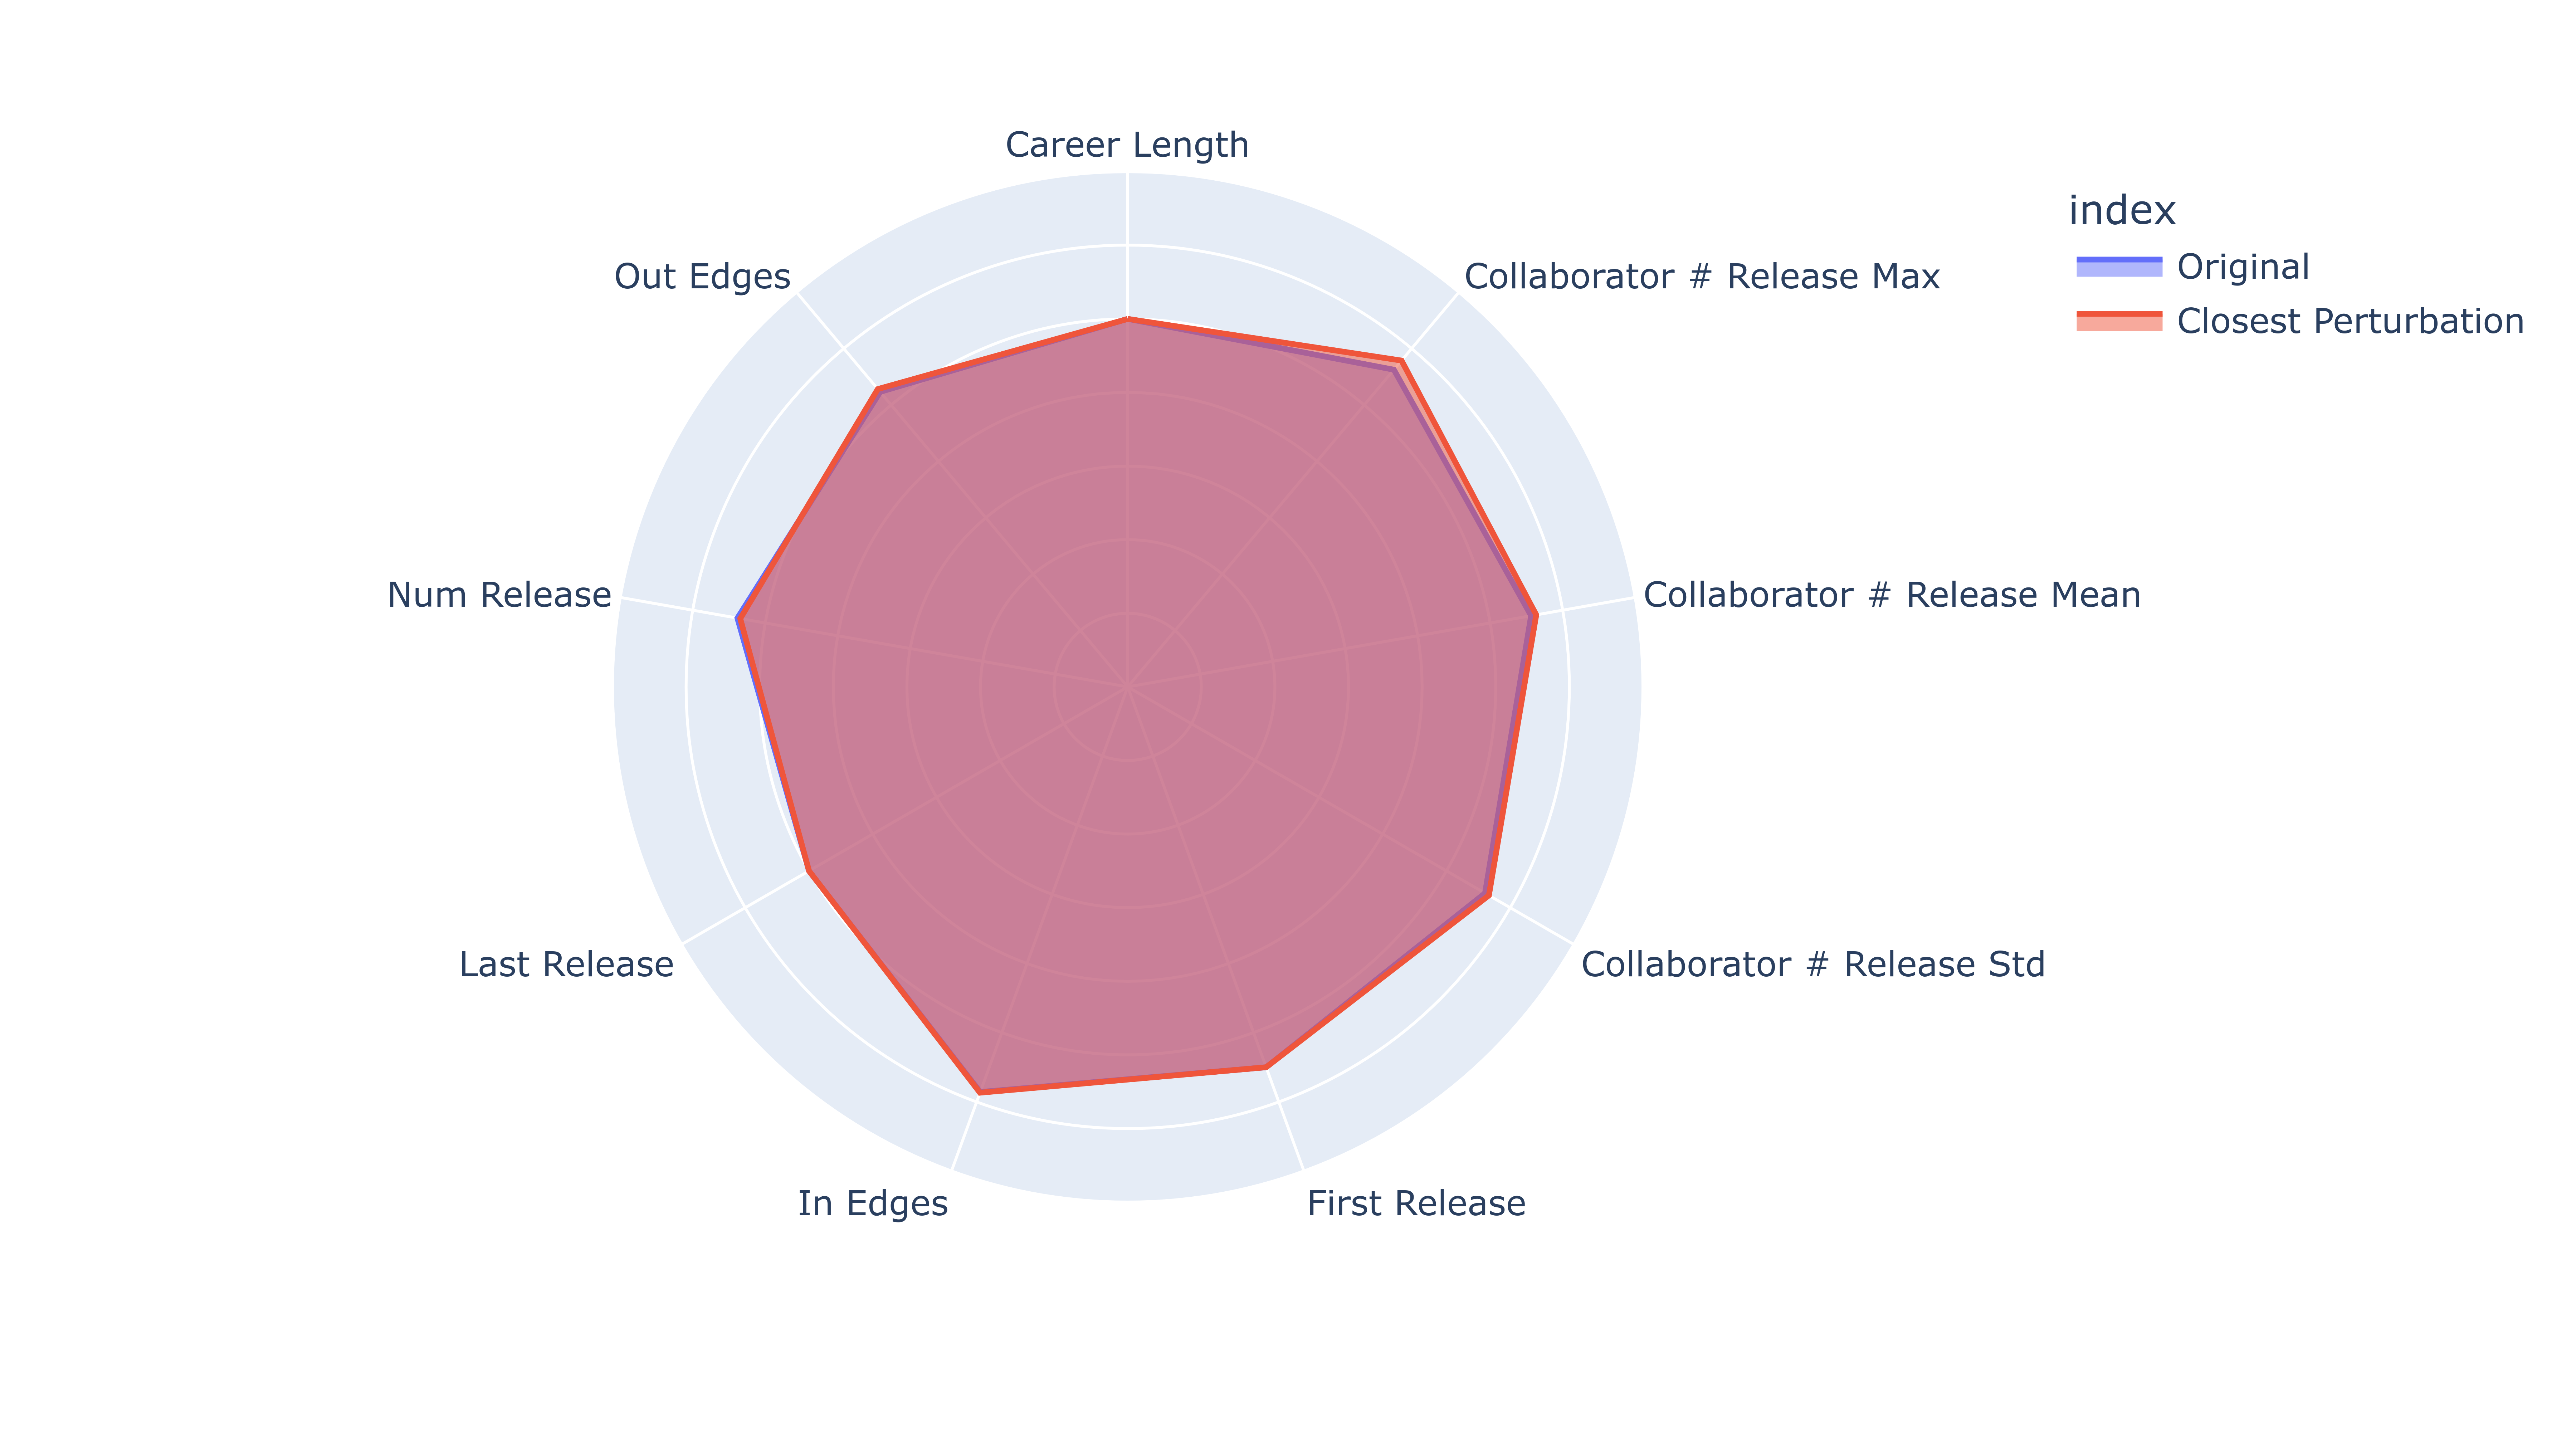 Career Length
index
Out Edges
Collaborator # Release Max
Original
Closest Perturbation
Num Release
Collaborator # Release Mean
Last Release
Collaborator # Release Std
In Edges
First Release